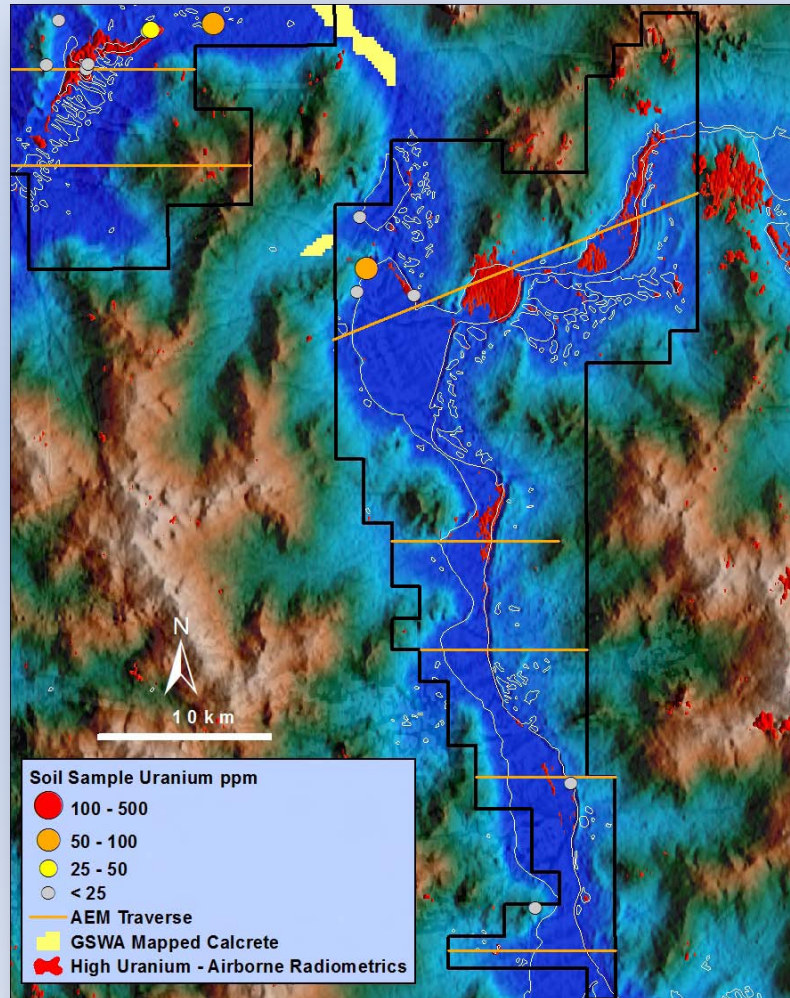 N
10 km
Soil Sample Uranium ppm
100 - 500
50 - 100
25 - 50
< 25
AEM Traverse
GSWA Mapped Calcrete
High Uranium - Airborne Radiometrics